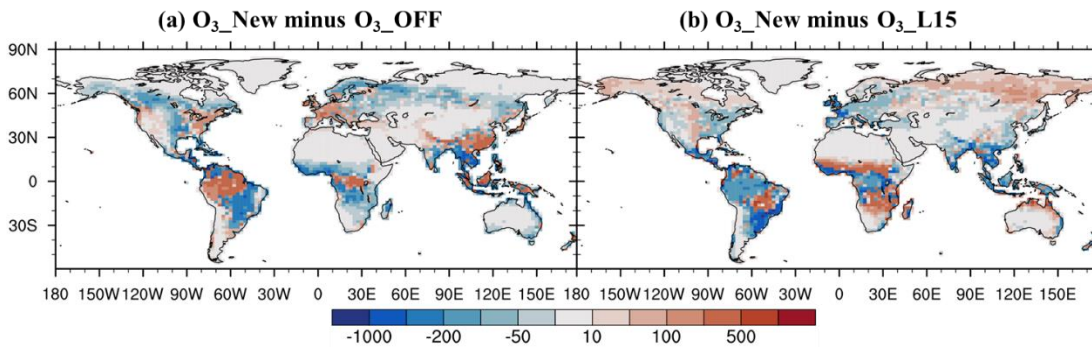 (a) O₃_New minus O₃_OFF (b) O₃_New minus O₃_L15
90N
60N
30N
0
30S
180 150W 120W 90W 60W 30W 0 30E 60E 90E 120E 150E 180 150W 120W 90W 60W 30W 0 30E 60E 90E 120E 150E
-1000 -200 -50 10 100 500